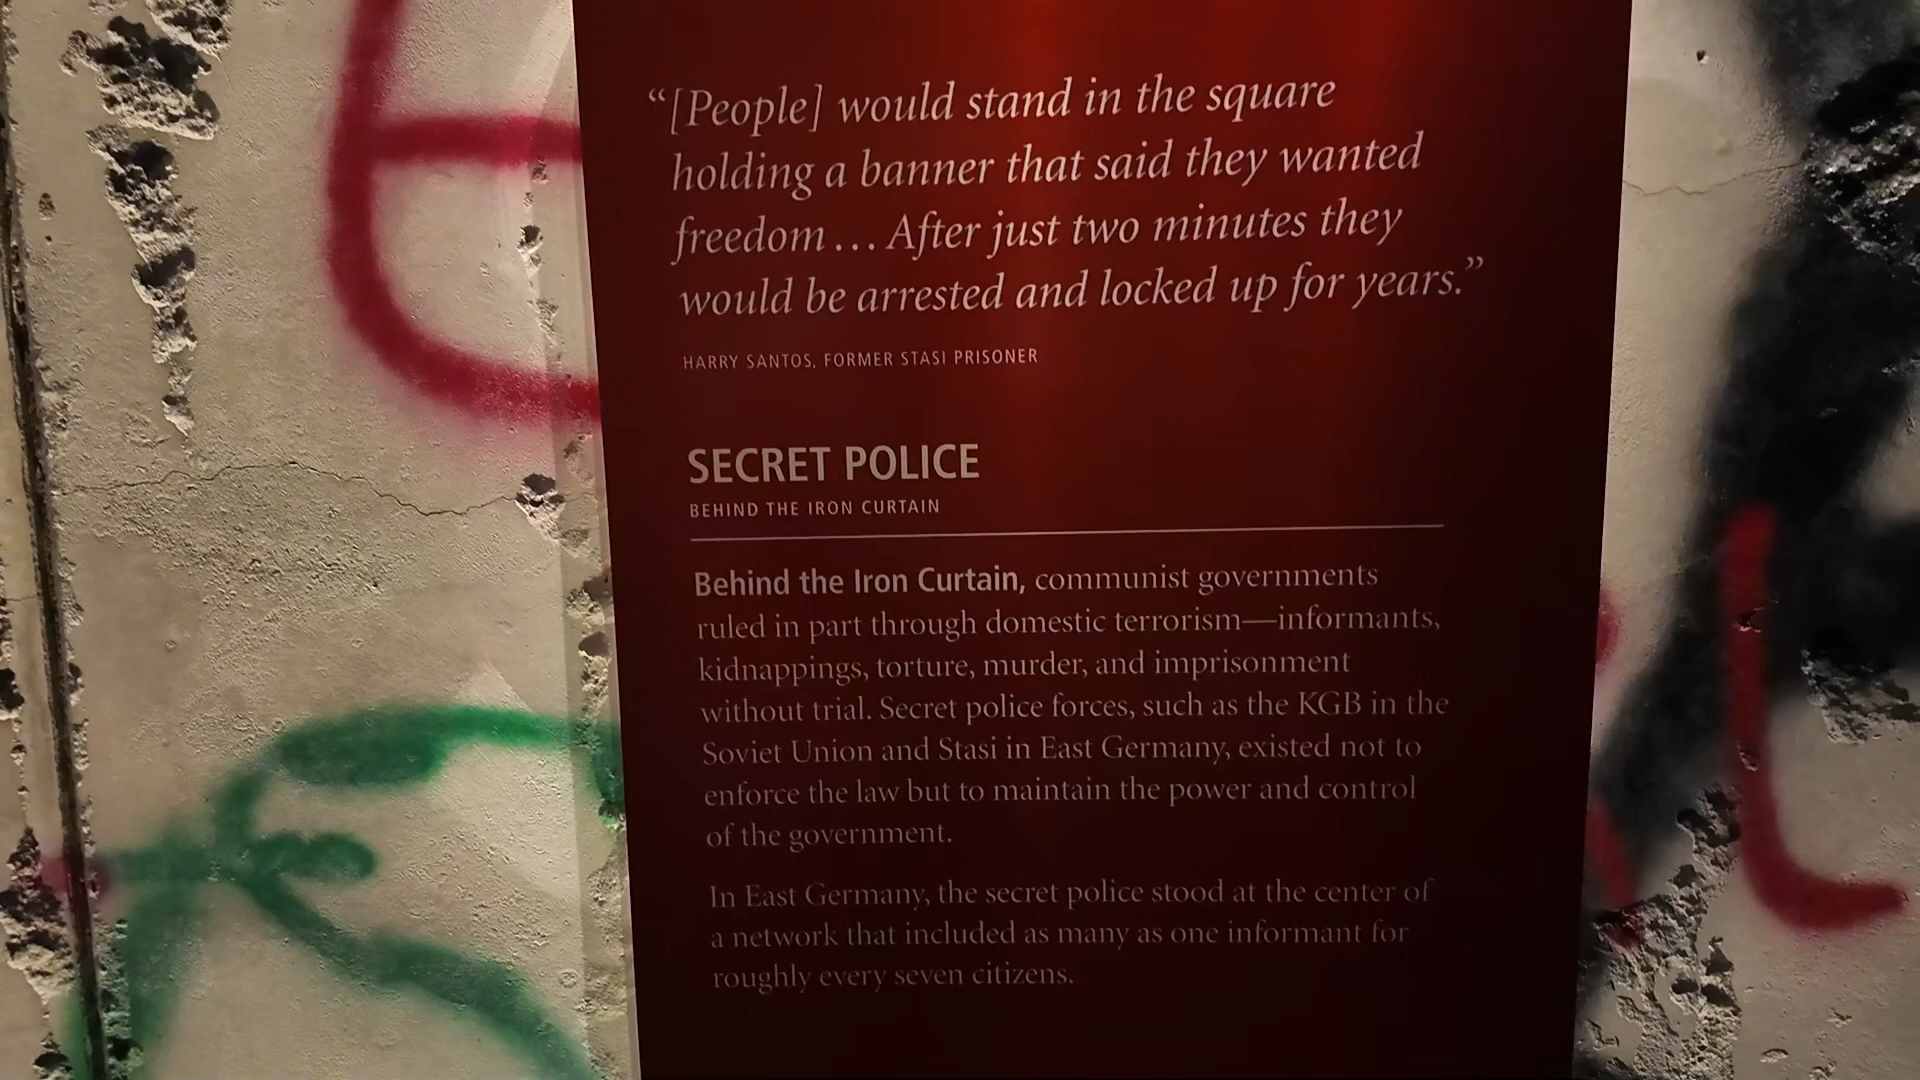 “[People] would stand in the square
holding a banner that said they wanted
freedom... After just two minutes they
would be arrested and locked up for years.”
HARRY SANTOS, FORMER STASI PRISONER
SECRET POLICE
BEHIND THE IRON CURTAIN
Behind the Iron Curtain, communist governments
ruled in part through domestic terrorism—informants,
kidnappings, torture, murder, and imprisonment
without trial. Secret police forces, such as the KGB in the
Soviet Union and Stasi in East Germany, existed not to
enforce the law but to maintain the power and control
of the government.
In East Germany, the secret police stood at the center of
a network that included as many as one informant for
roughly every seven citizens.